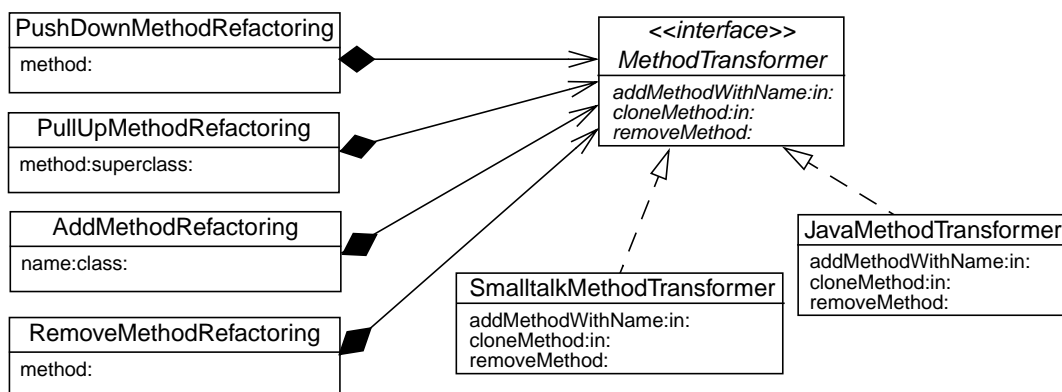 PushDownMethodRefactoring
method:
PullUpMethodRefactoring
method:superclass:
AddMethodRefactoring
name:class:
RemoveMethodRefactoring
method:
<<interface>>
MethodTransformer
addMethodWithName:in:
cloneMethod:in:
removeMethod:
SmalltalkMethodTransformer
addMethodWithName:in:
cloneMethod:in:
removeMethod:
JavaMethodTransformer
addMethodWithName:in:
cloneMethod:in:
removeMethod: